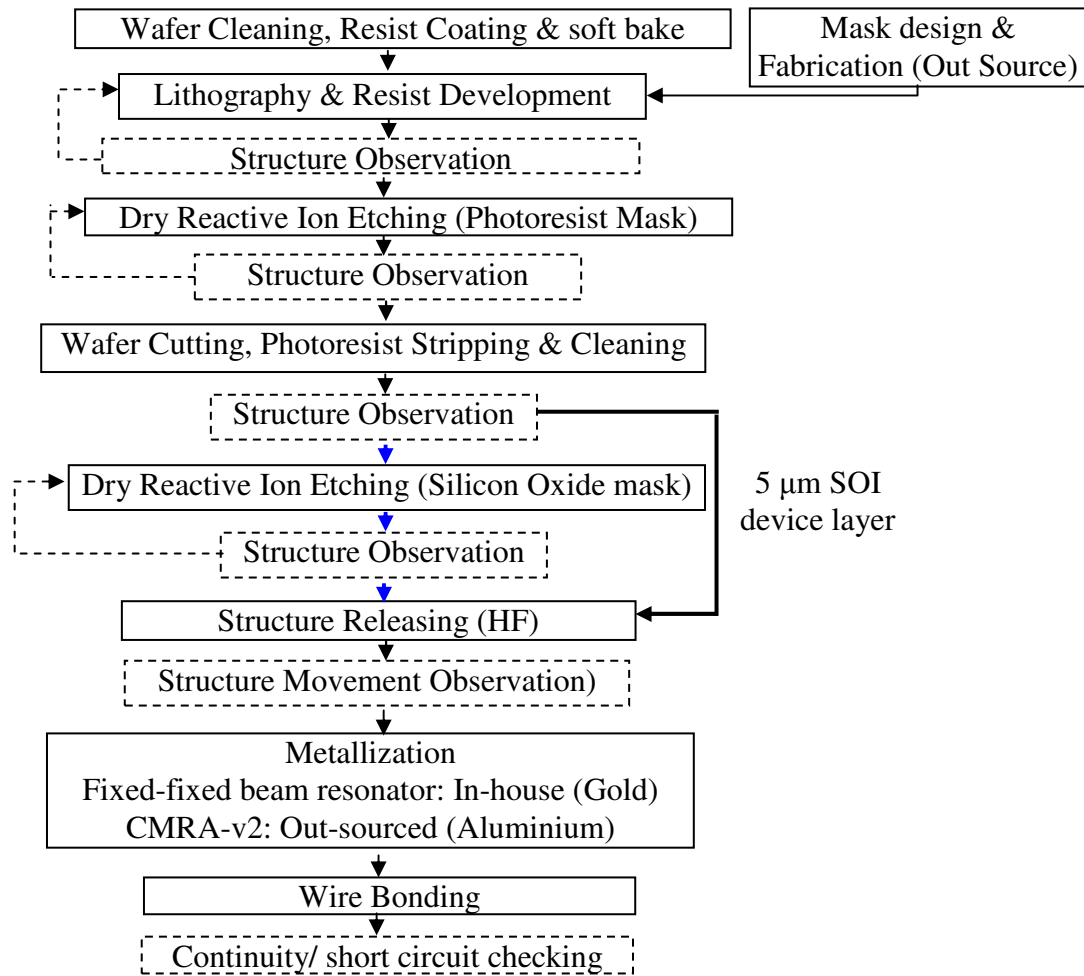 Wafer Cleaning, Resist Coating & soft bake
Mask design &
Fabrication (Out Source)
Lithography & Resist Development
Structure Observation
Dry Reactive Ion Etching (Photoresist Mask)
Structure Observation
Wafer Cutting, Photoresist Stripping & Cleaning
Structure Observation
Dry Reactive Ion Etching (Silicon Oxide mask)
5 μm SOI
device layer
Structure Observation
Structure Releasing (HF)
Structure Movement Observation)
Metallization
Fixed-fixed beam resonator: In-house (Gold)
CMRA-v2: Out-sourced (Aluminium)
Wire Bonding
Continuity/ short circuit checking